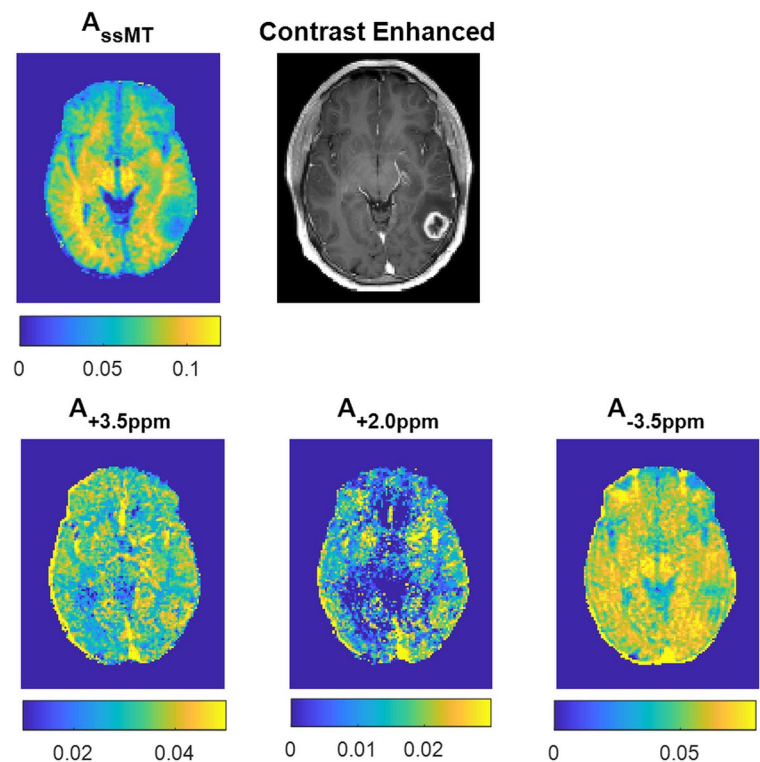 A ssMT
Contrast Enhanced
0 0.05 0.1
A +3.5ppm
A +2.0ppm
A -3.5ppm
0.02 0.04
0 0.01 0.02
0 0.05